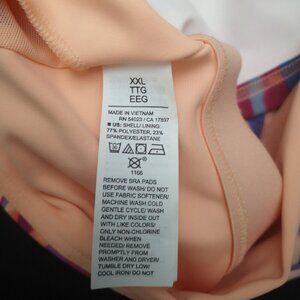 XXL
TTG
EEG
MADE IN VIETNAM
RN 54023 / CA 17897
■ US: SHELL/ LINING:
77% POLYESTER, 23%
SPANDEX/ELASTANE
1166
REMOVE BRA PADS
BEFORE WASH/ DO NOT
USE FABRIC SOFTENER/
MACHINE WASH COLD
GENTLE CYCLE/ WASH
AND DRY INSIDE OUT
WITH LIKE COLORS/
ONLY NON-CHLORINE
BLEACH WHEN
NEEDED/ REMOVE
PROMPTLY FROM
WASHER AND DRYER/
TUMBLE DRY LOW/
COOL IRON/ DO NOT